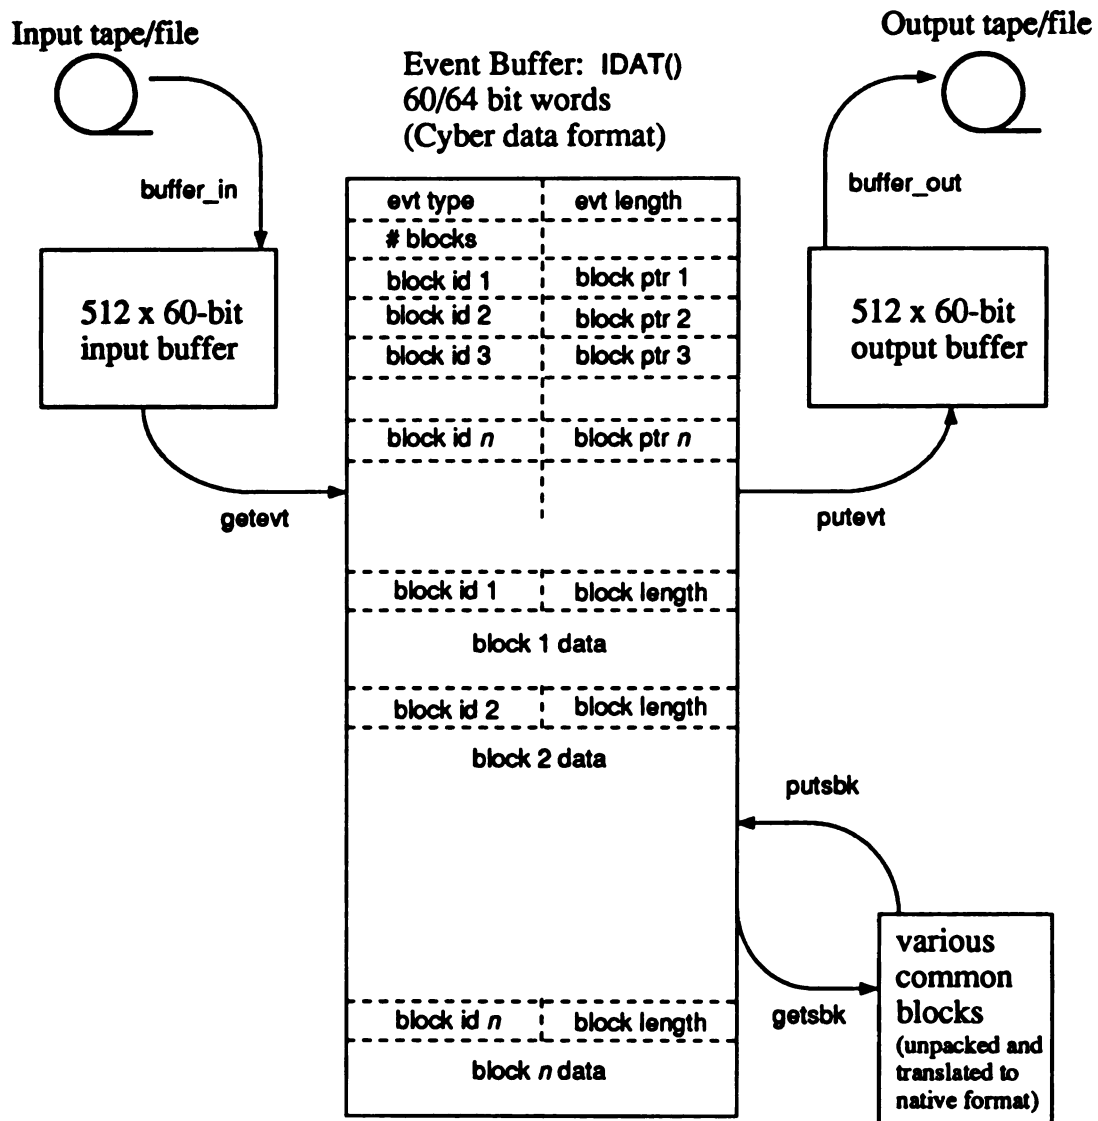 Input tape/file
Output tape/file
Event Buffer: IDAT()
60/64 bit words
(Cyber data format)
buffer_in
buffer_out
512 x 60-bit
input buffer
512 x 60-bit
output buffer
evt type
evt length
# blocks
block id 1
block ptr 1
block id 2
block ptr 2
block id 3
block ptr 3
block id n
block ptr n
getevt
putevt
block id 1
block length
block 1 data
block id 2
block length
block 2 data
putsbk
getsbk
various
common
blocks
(unpacked and
translated to
native format)
block id n
block length
block n data